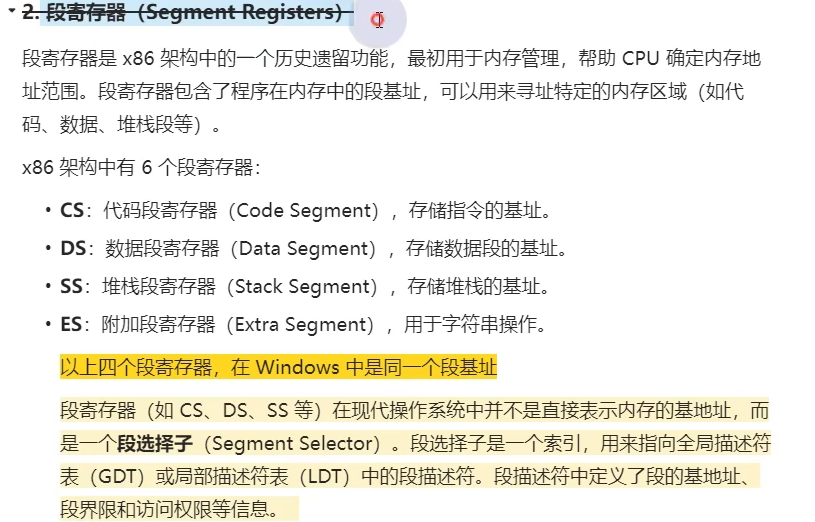 2. 段寄存器（Segment Registers）
段寄存器是 x86 架构中的一个历史遗留功能，最初用于内存管理，帮助 CPU 确定内存地
址范围。段寄存器包含了程序在内存中的段基址，可以用来寻址特定的内存区域（如代
码、数据、堆栈段等）。
x86 架构中有 6 个段寄存器：
• CS：代码段寄存器（Code Segment），存储指令的基址。
• DS：数据段寄存器（Data Segment），存储数据段的基址。
• SS：堆栈段寄存器（Stack Segment），存储堆栈的基址。
• ES：附加段寄存器（Extra Segment），用于字符串操作。
以上四个段寄存器，在 Windows 中是同一个段基址
段寄存器（如 CS、DS、SS 等）在现代操作系统中并不是直接表示内存的基地址，而
是一个段选择子（Segment Selector）。段选择子是一个索引，用来指向全局描述符
表（GDT）或局部描述符表（LDT）中的段描述符。段描述符中定义了段的基地址、
段界限和访问权限等信息。